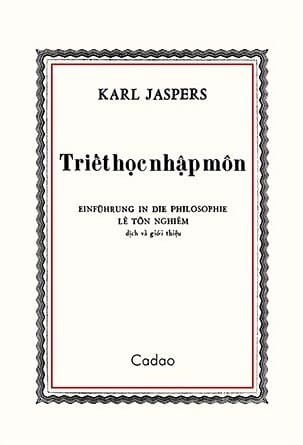 KARL JASPERS
Triết học nhập môn
EINFÜHRUNG IN DIE PHILOSOPHIE
LÊ TÔN NGHIÊM
dịch và giới thiệu
Cadao